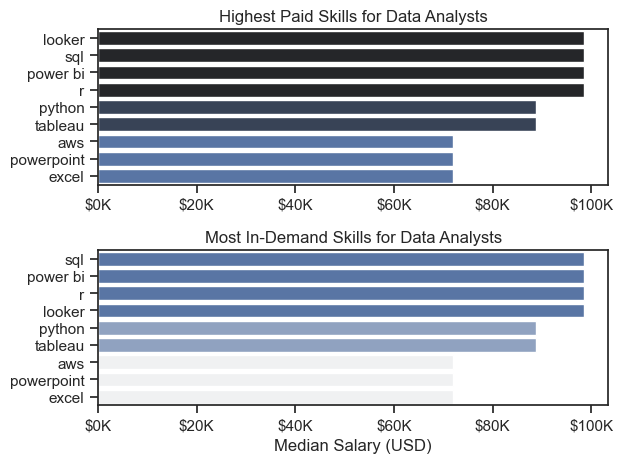 Highest Paid Skills for Data Analysts
looker
sql
power bi
r
python
tableau
aws
powerpoint
excel
$0K $20K $40K $60K $80K $100K
Most In-Demand Skills for Data Analysts
sql
power bi
r
looker
python
tableau
aws
powerpoint
excel
$0K $20K $40K $60K $80K $100K
Median Salary (USD)